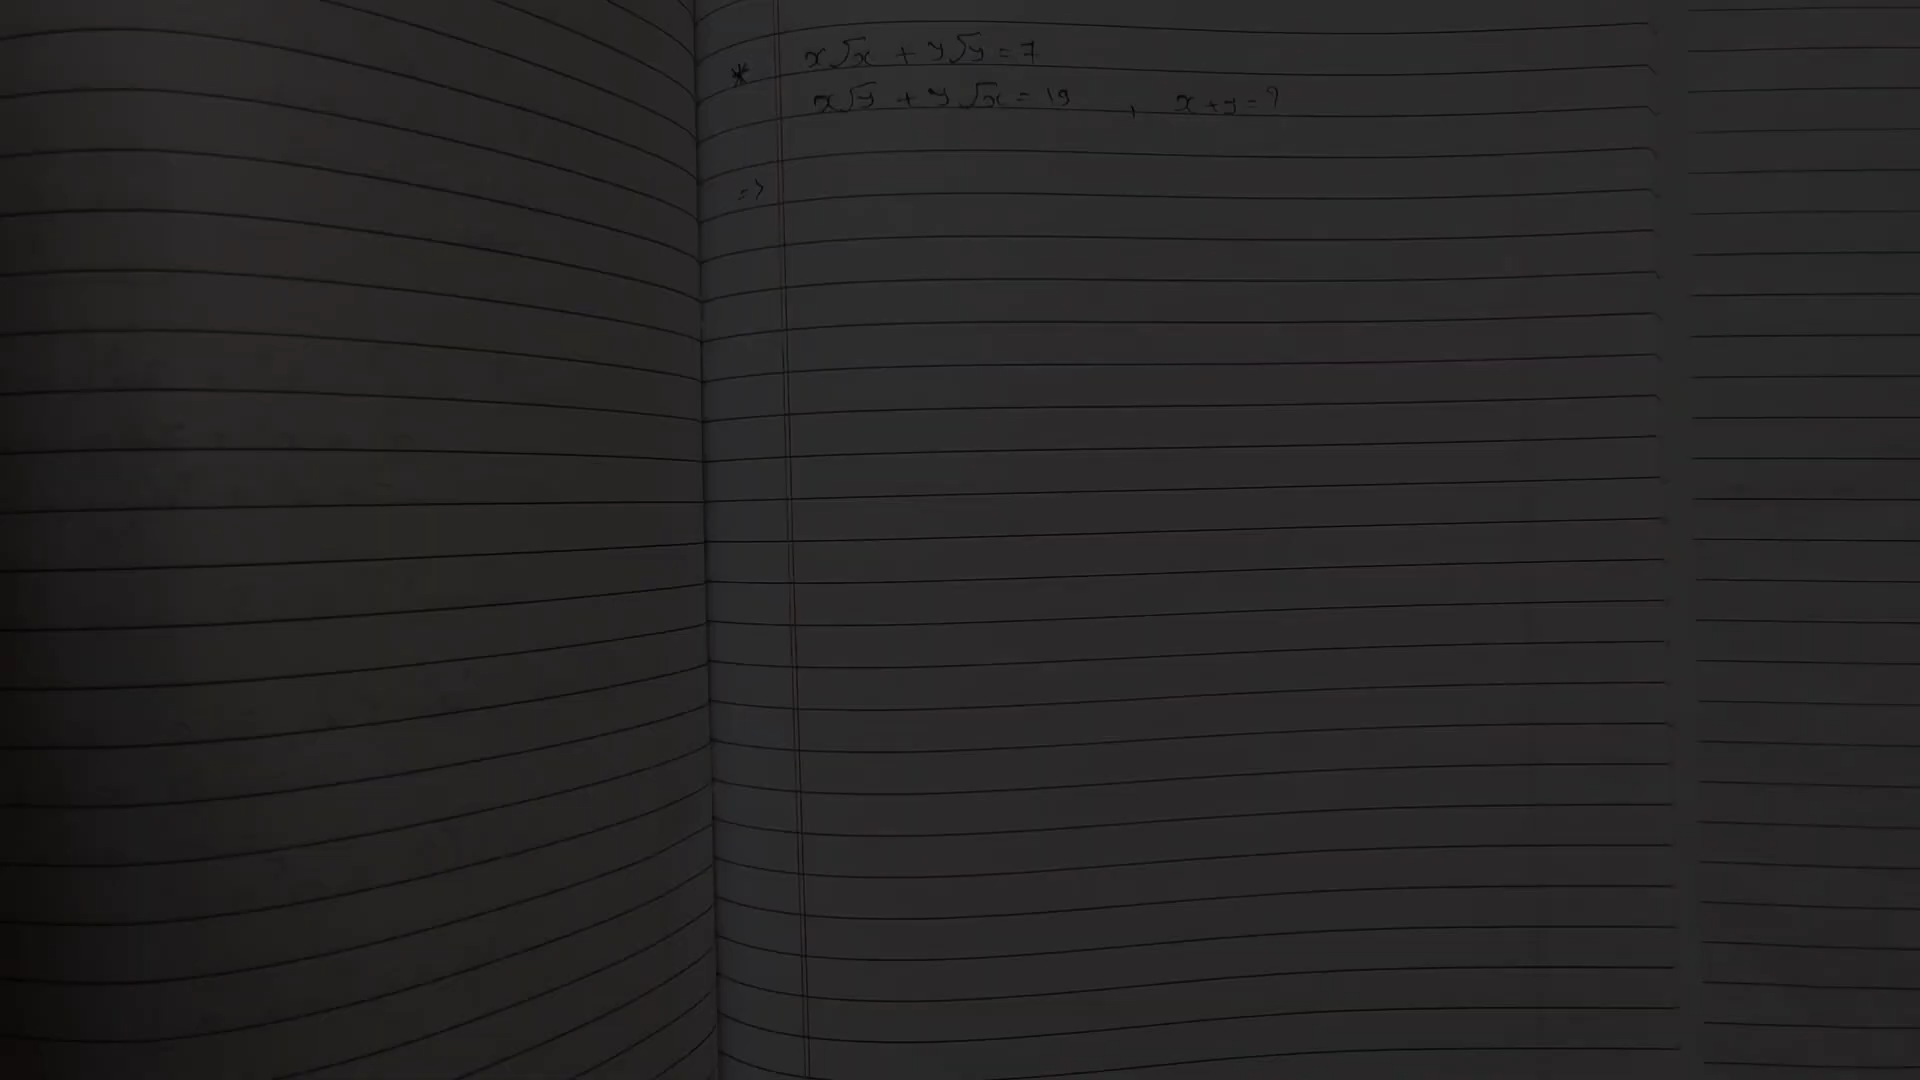 * x√x + y√y = 7
x√y + y√x = 19 , x + y = ?
=>